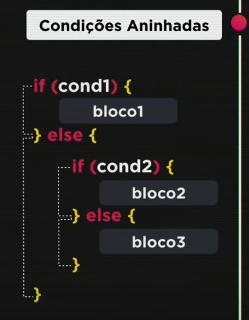 Condições Aninhadas
if (cond1) {
bloco1
} else {
if (cond2) {
bloco2
} else {
bloco3
}
}